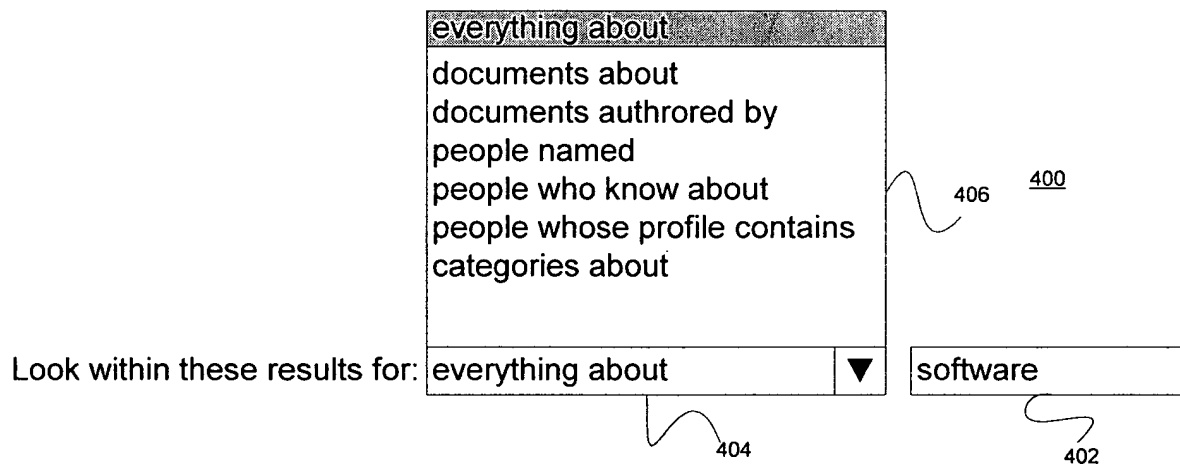 everything about
documents about
documents authrored by
people named
people who know about
people whose profile contains
categories about
406
400
Look within these results for: everything about ▼ software
404
402